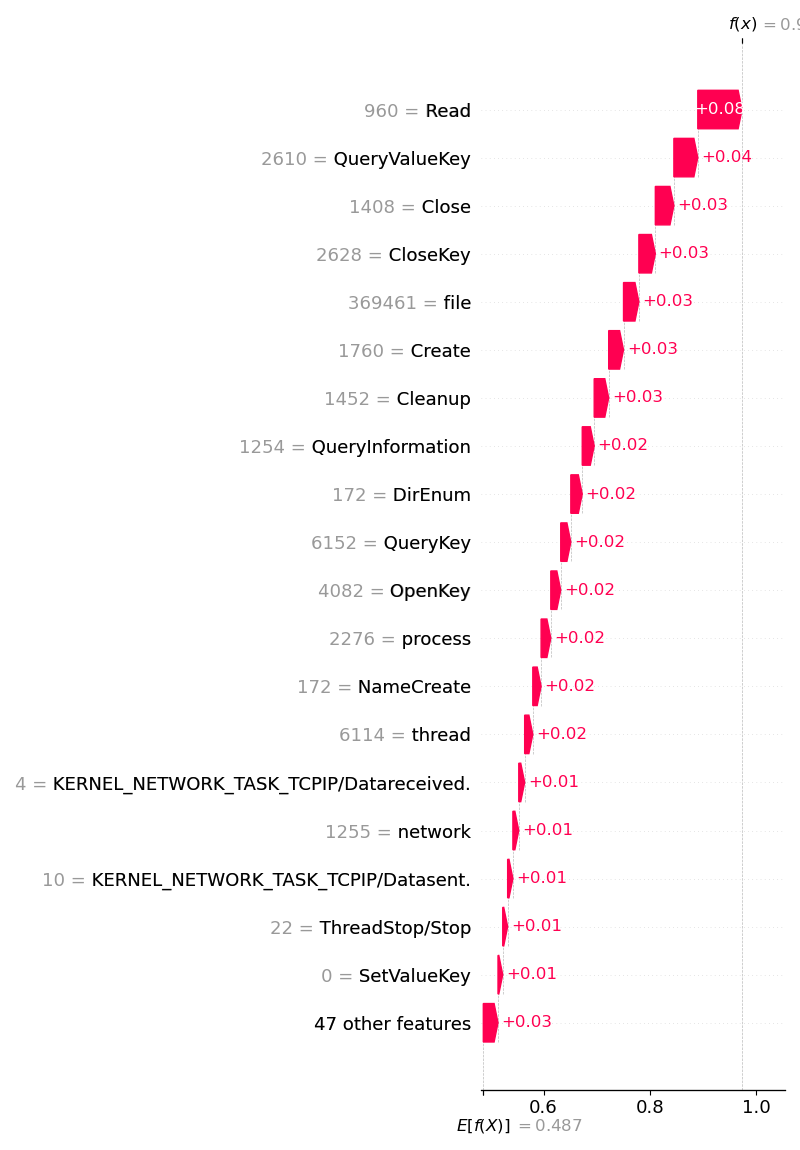 f(x) = 0.9
960 = Read +0.08
2610 = QueryValueKey +0.04
1408 = Close +0.03
2628 = CloseKey +0.03
369461 = file +0.03
1760 = Create +0.03
1452 = Cleanup +0.03
1254 = QueryInformation +0.02
172 = DirEnum +0.02
6152 = QueryKey +0.02
4082 = OpenKey +0.02
2276 = process +0.02
172 = NameCreate +0.02
6114 = thread +0.02
4 = KERNEL_NETWORK_TASK_TCPIP/Datareceived. +0.01
1255 = network +0.01
10 = KERNEL_NETWORK_TASK_TCPIP/Datasent. +0.01
22 = ThreadStop/Stop +0.01
0 = SetValueKey +0.01
47 other features +0.03
0.6 0.8 1.0
E[f(X)] = 0.487